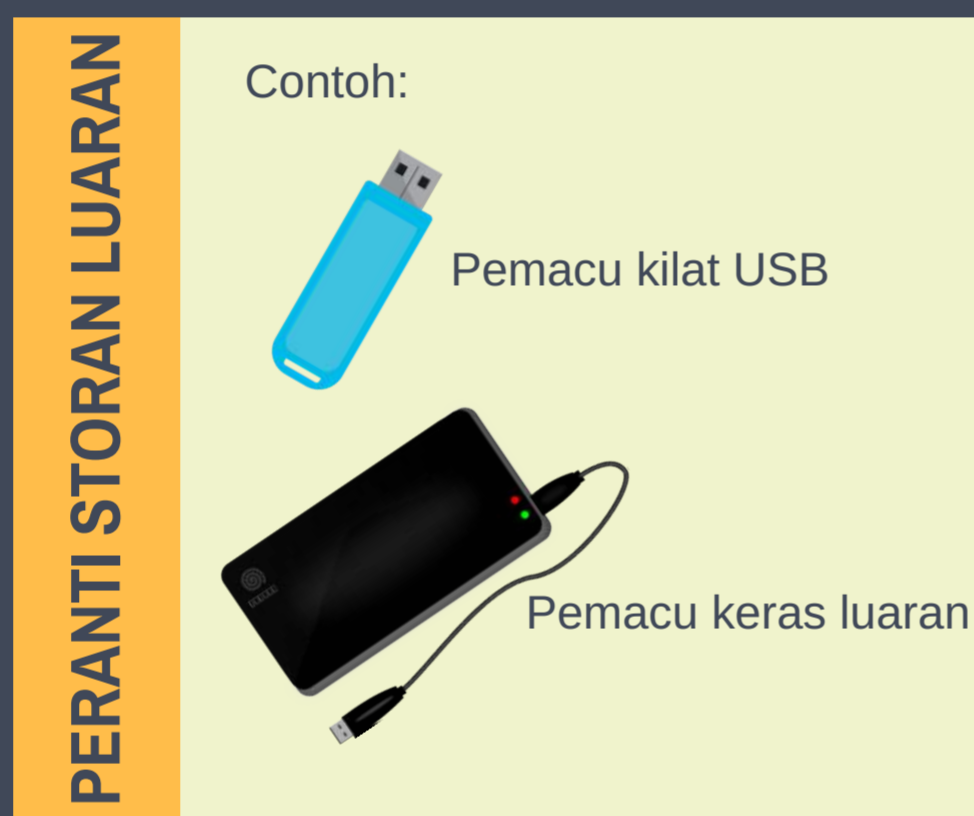 PERANTI STORAN LUARAN
Contoh:
Pemacu kilat USB
Pemacu keras luaran